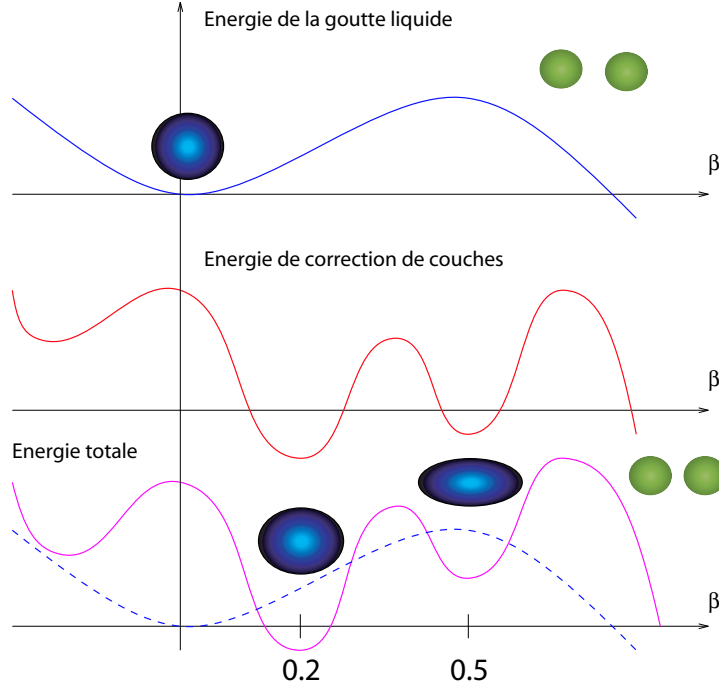 Energie de la goutte liquide
β
Energie de correction de couches
β
Energie totale
β
0.2 0.5